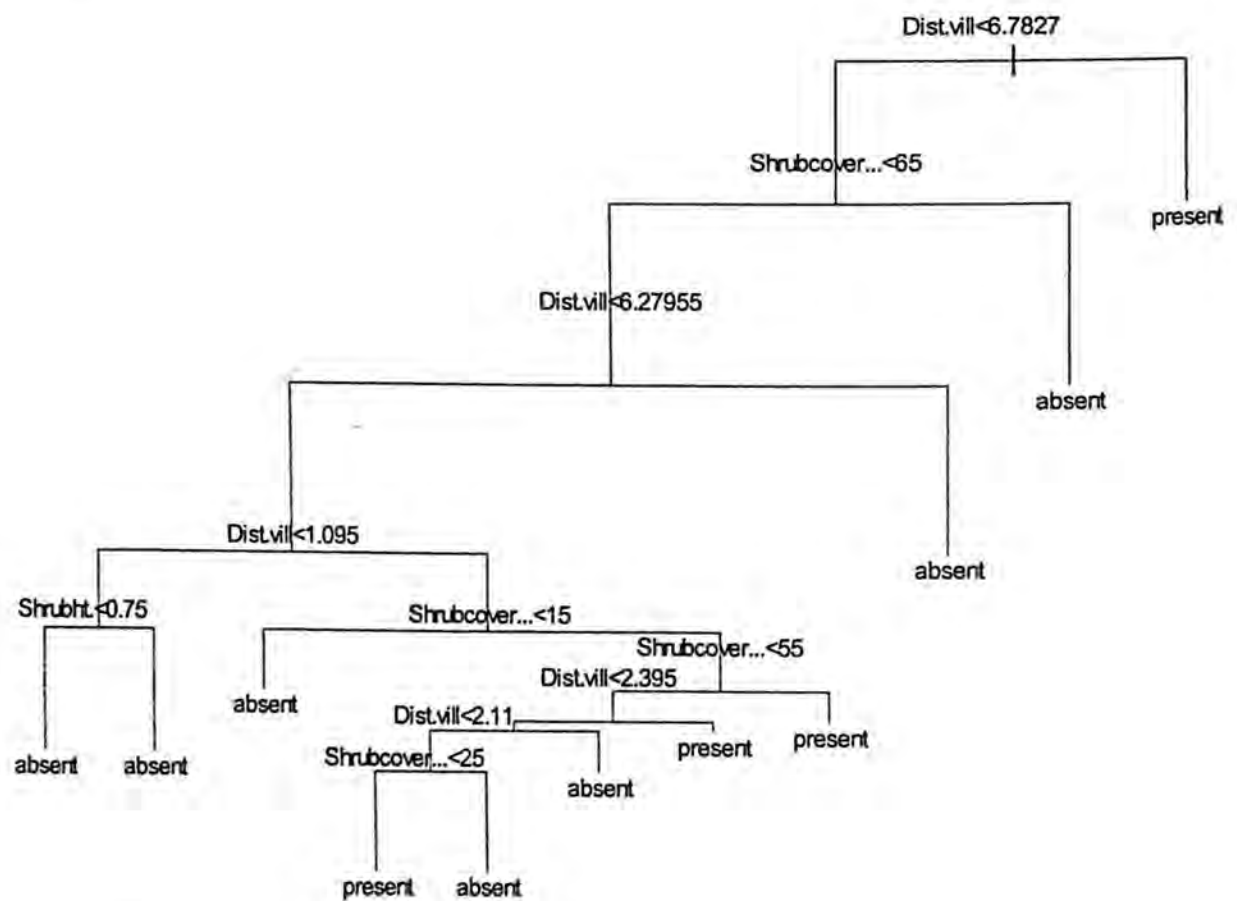 Dist.vill<6.7827
Shrubcover...<65
present
Dist.vill<6.27955
absent
Dist.vill<1.095
absent
Shrubht.<0.75
Shrubcover...<15
Shrubcover...<55
Dist.vill<2.395
absent
Dist.vill<2.11
present
present
absent
absent
Shrubcover...<25
absent
present
absent